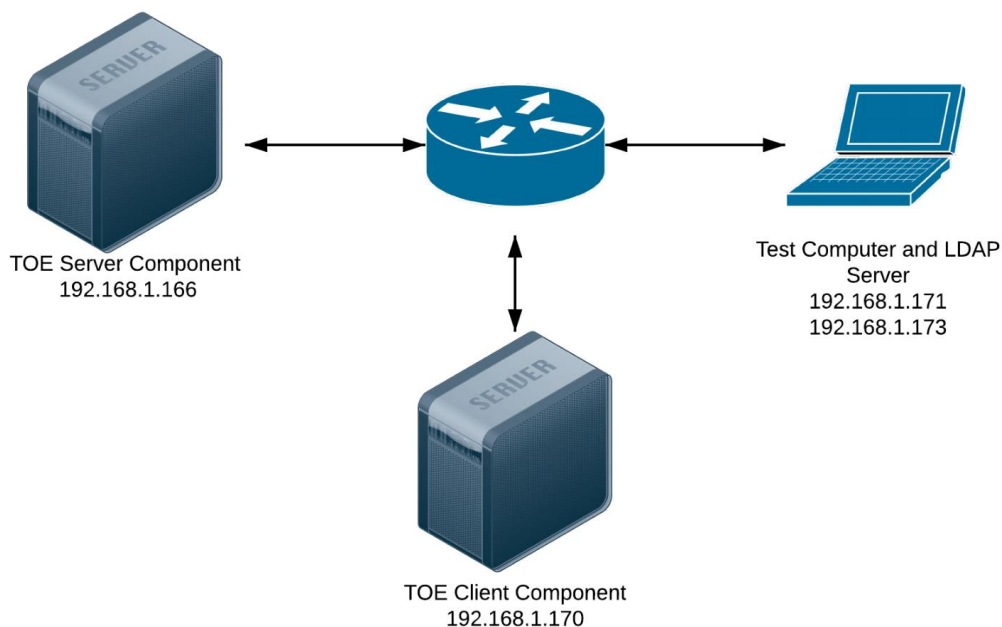 SERVER
TOE Server Component
192.168.1.166
Test Computer and LDAP
Server
192.168.1.171
192.168.1.173
SERVER
TOE Client Component
192.168.1.170